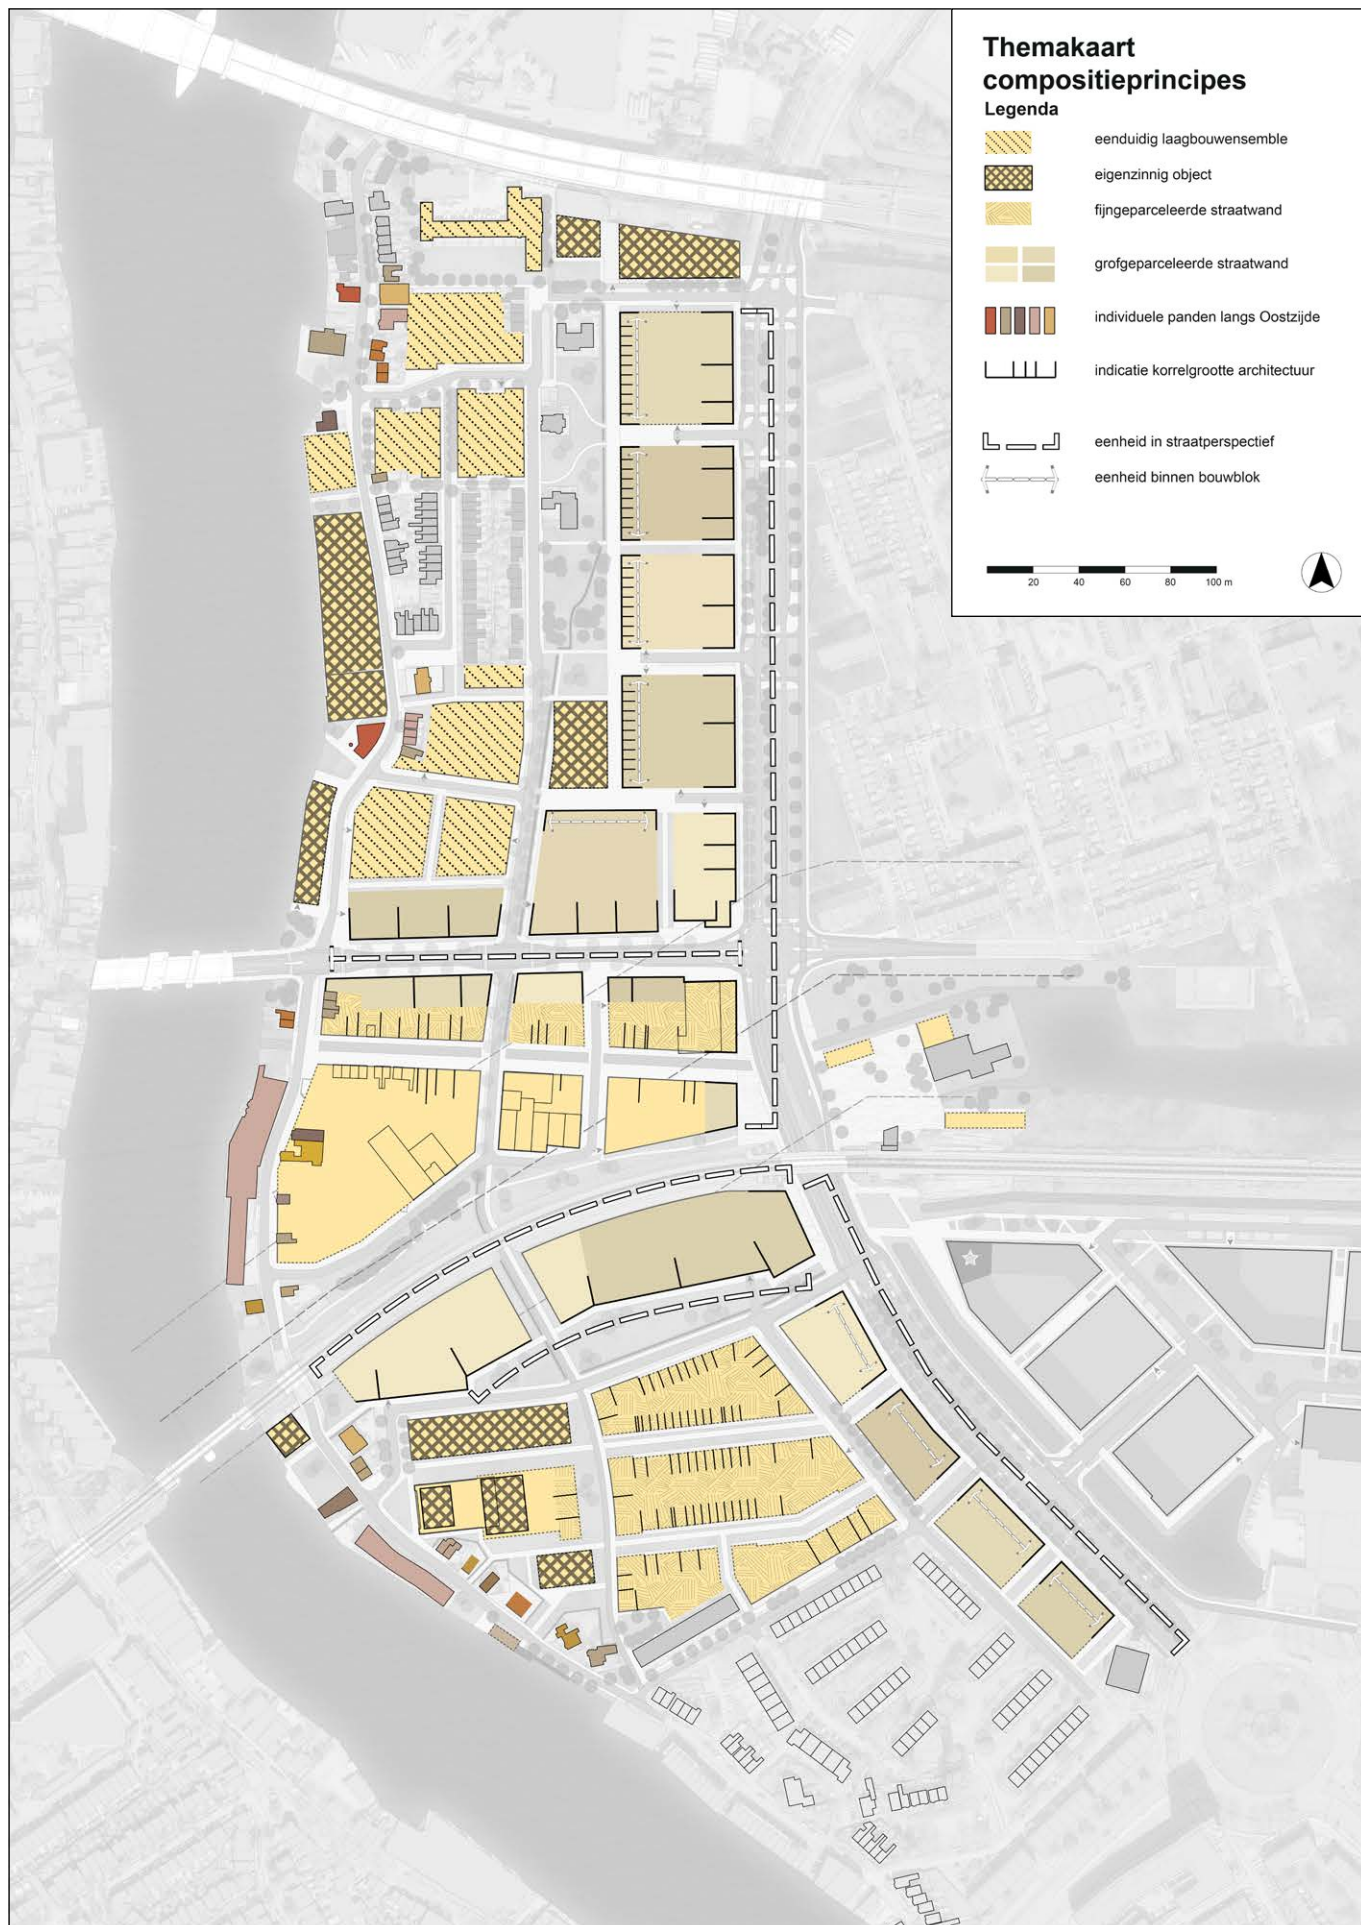 Themakaart
compositieprincipes
Legenda
eenduidig laagbouwensemble
eigenzinnig object
fijngeparceleerde straatwand
grofgeparceleerde straatwand
individuele panden langs Oostzijde
indicatie korrelgrootte architectuur
eenheid in straatperspectief
eenheid binnen bouwblok
20 40 60 80 100 m